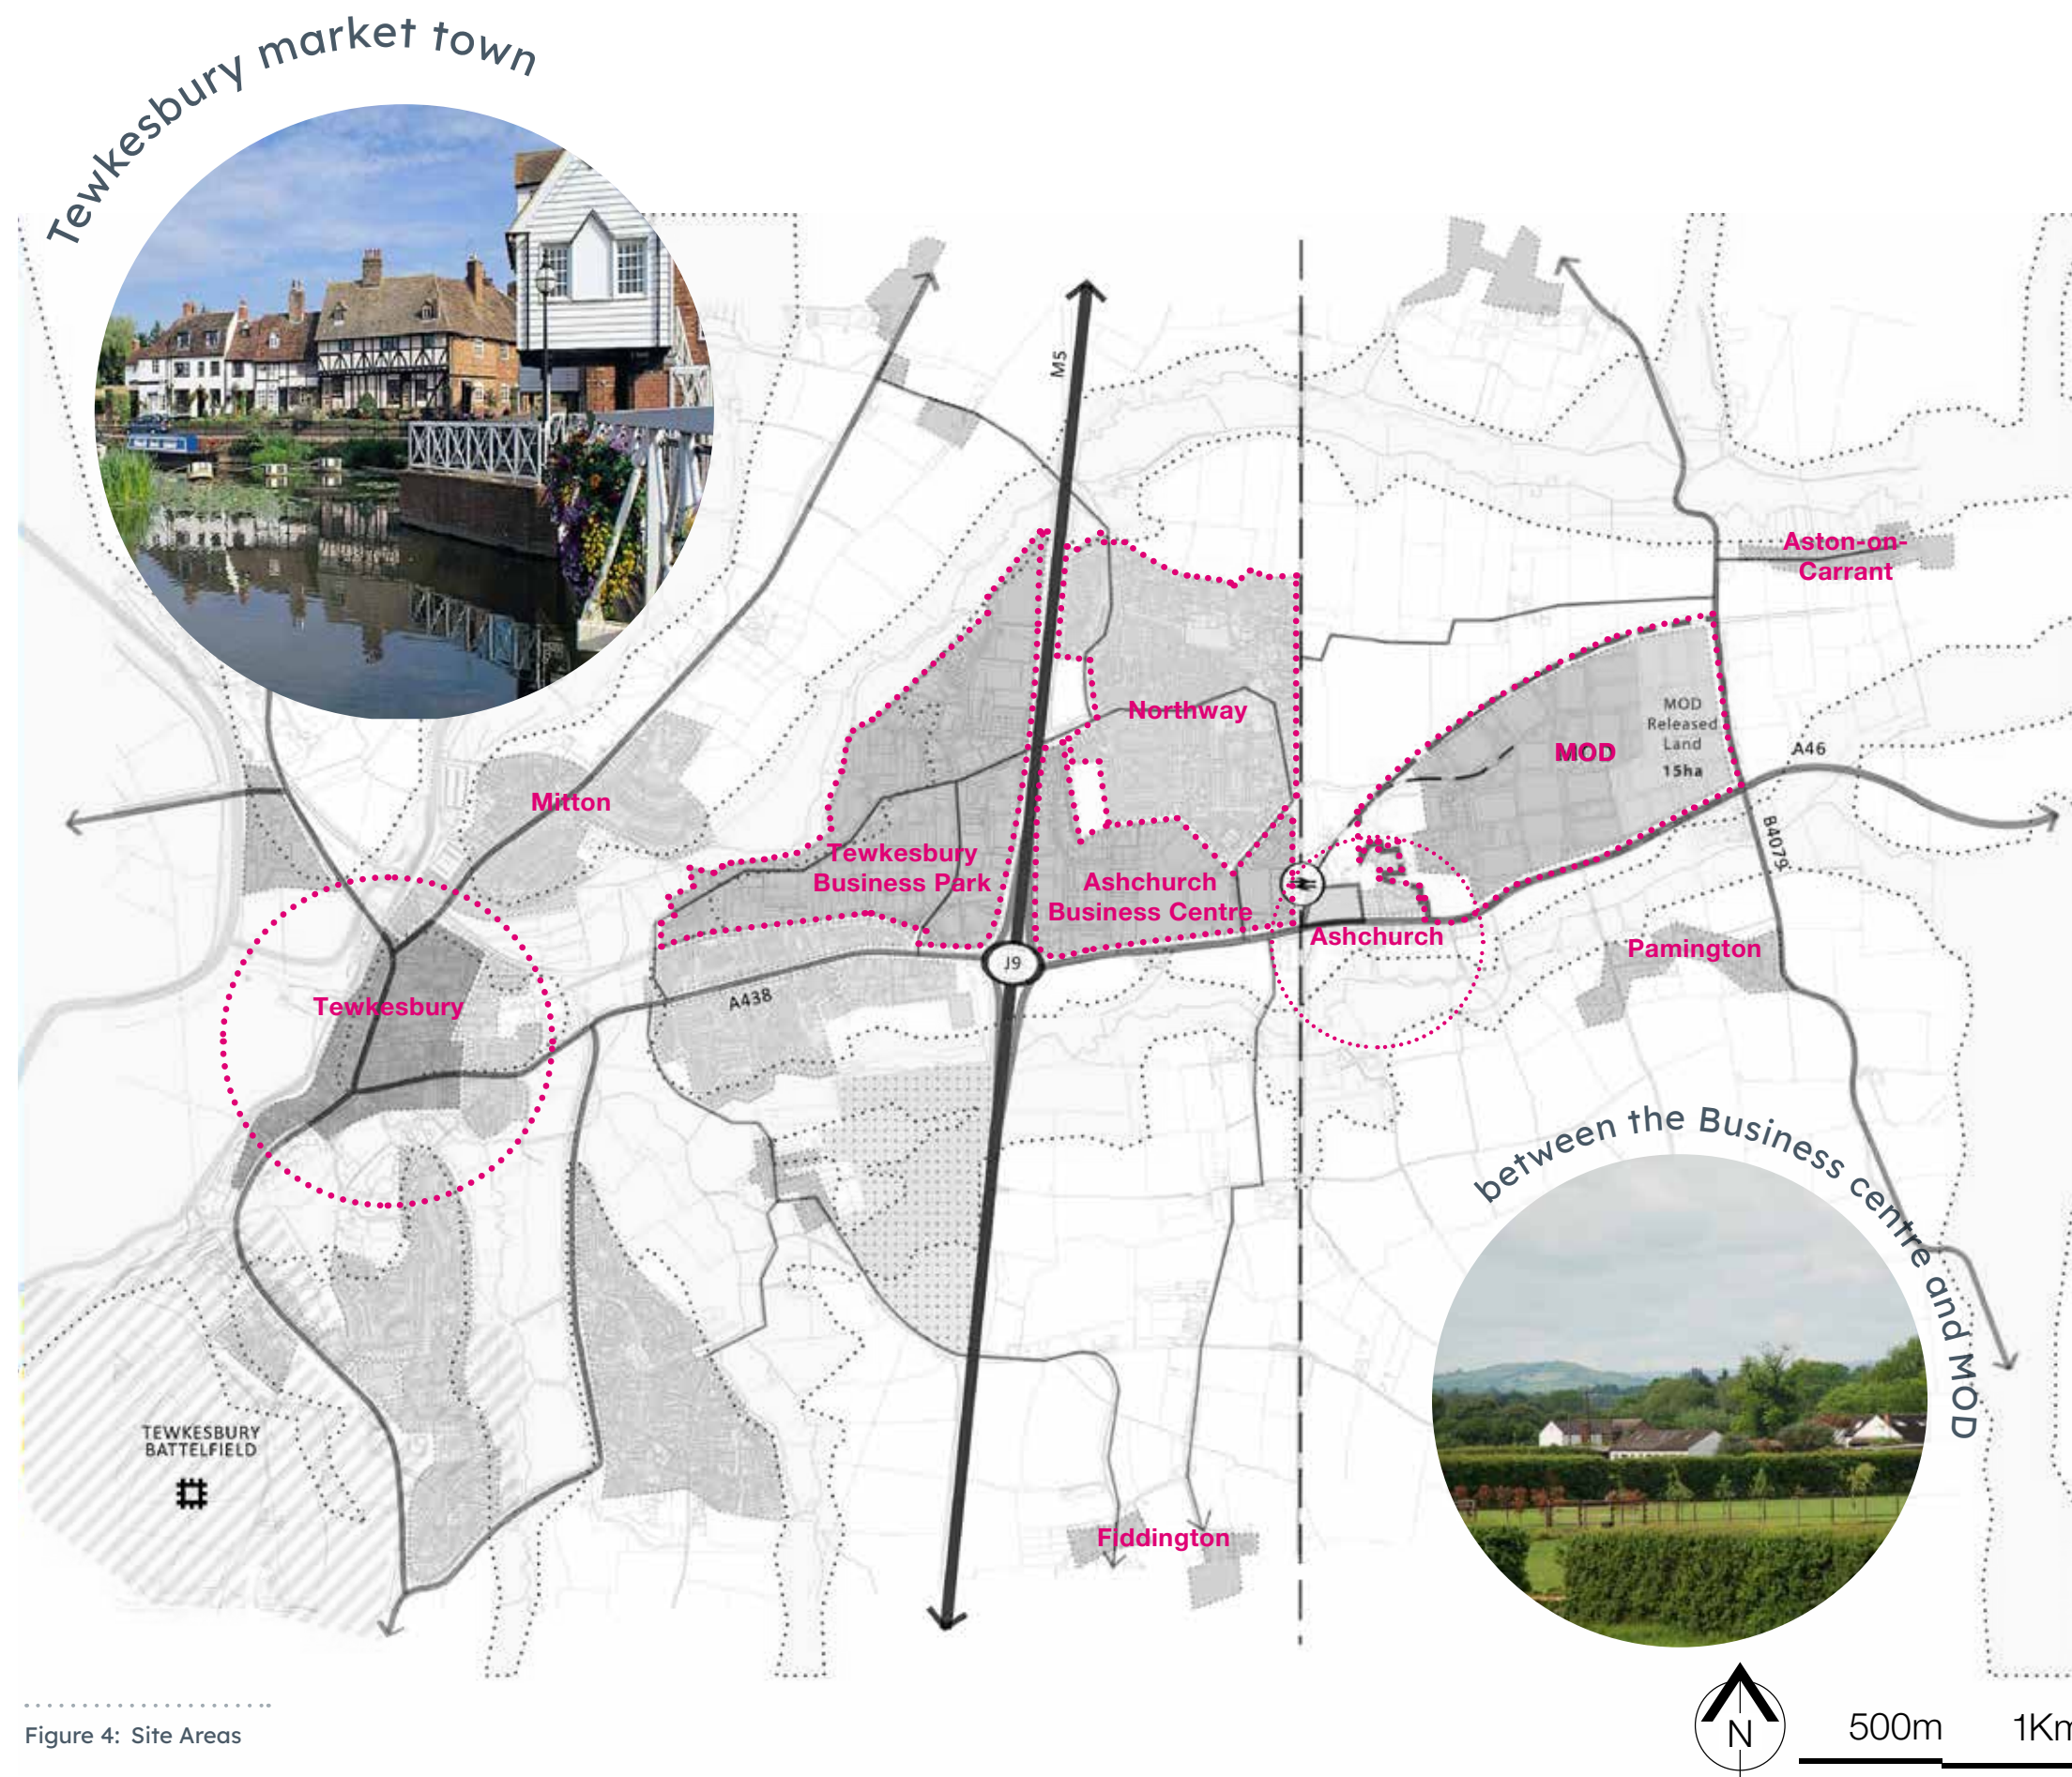 Tewkesbury market town
M5
Aston-on-
Carrant
Northway
MOD
Released
Land
15ha
MOD
A46
Mitton
B4079
Tewkesbury
Business Park
Ashchurch
Business Centre
Ashchurch
Pamington
J9
A438
Tewkesbury
between the Business centre and MOD
TEWKESBURY
BATTELFIELD
Fiddington
Figure 4: Site Areas
N
500m
1Km